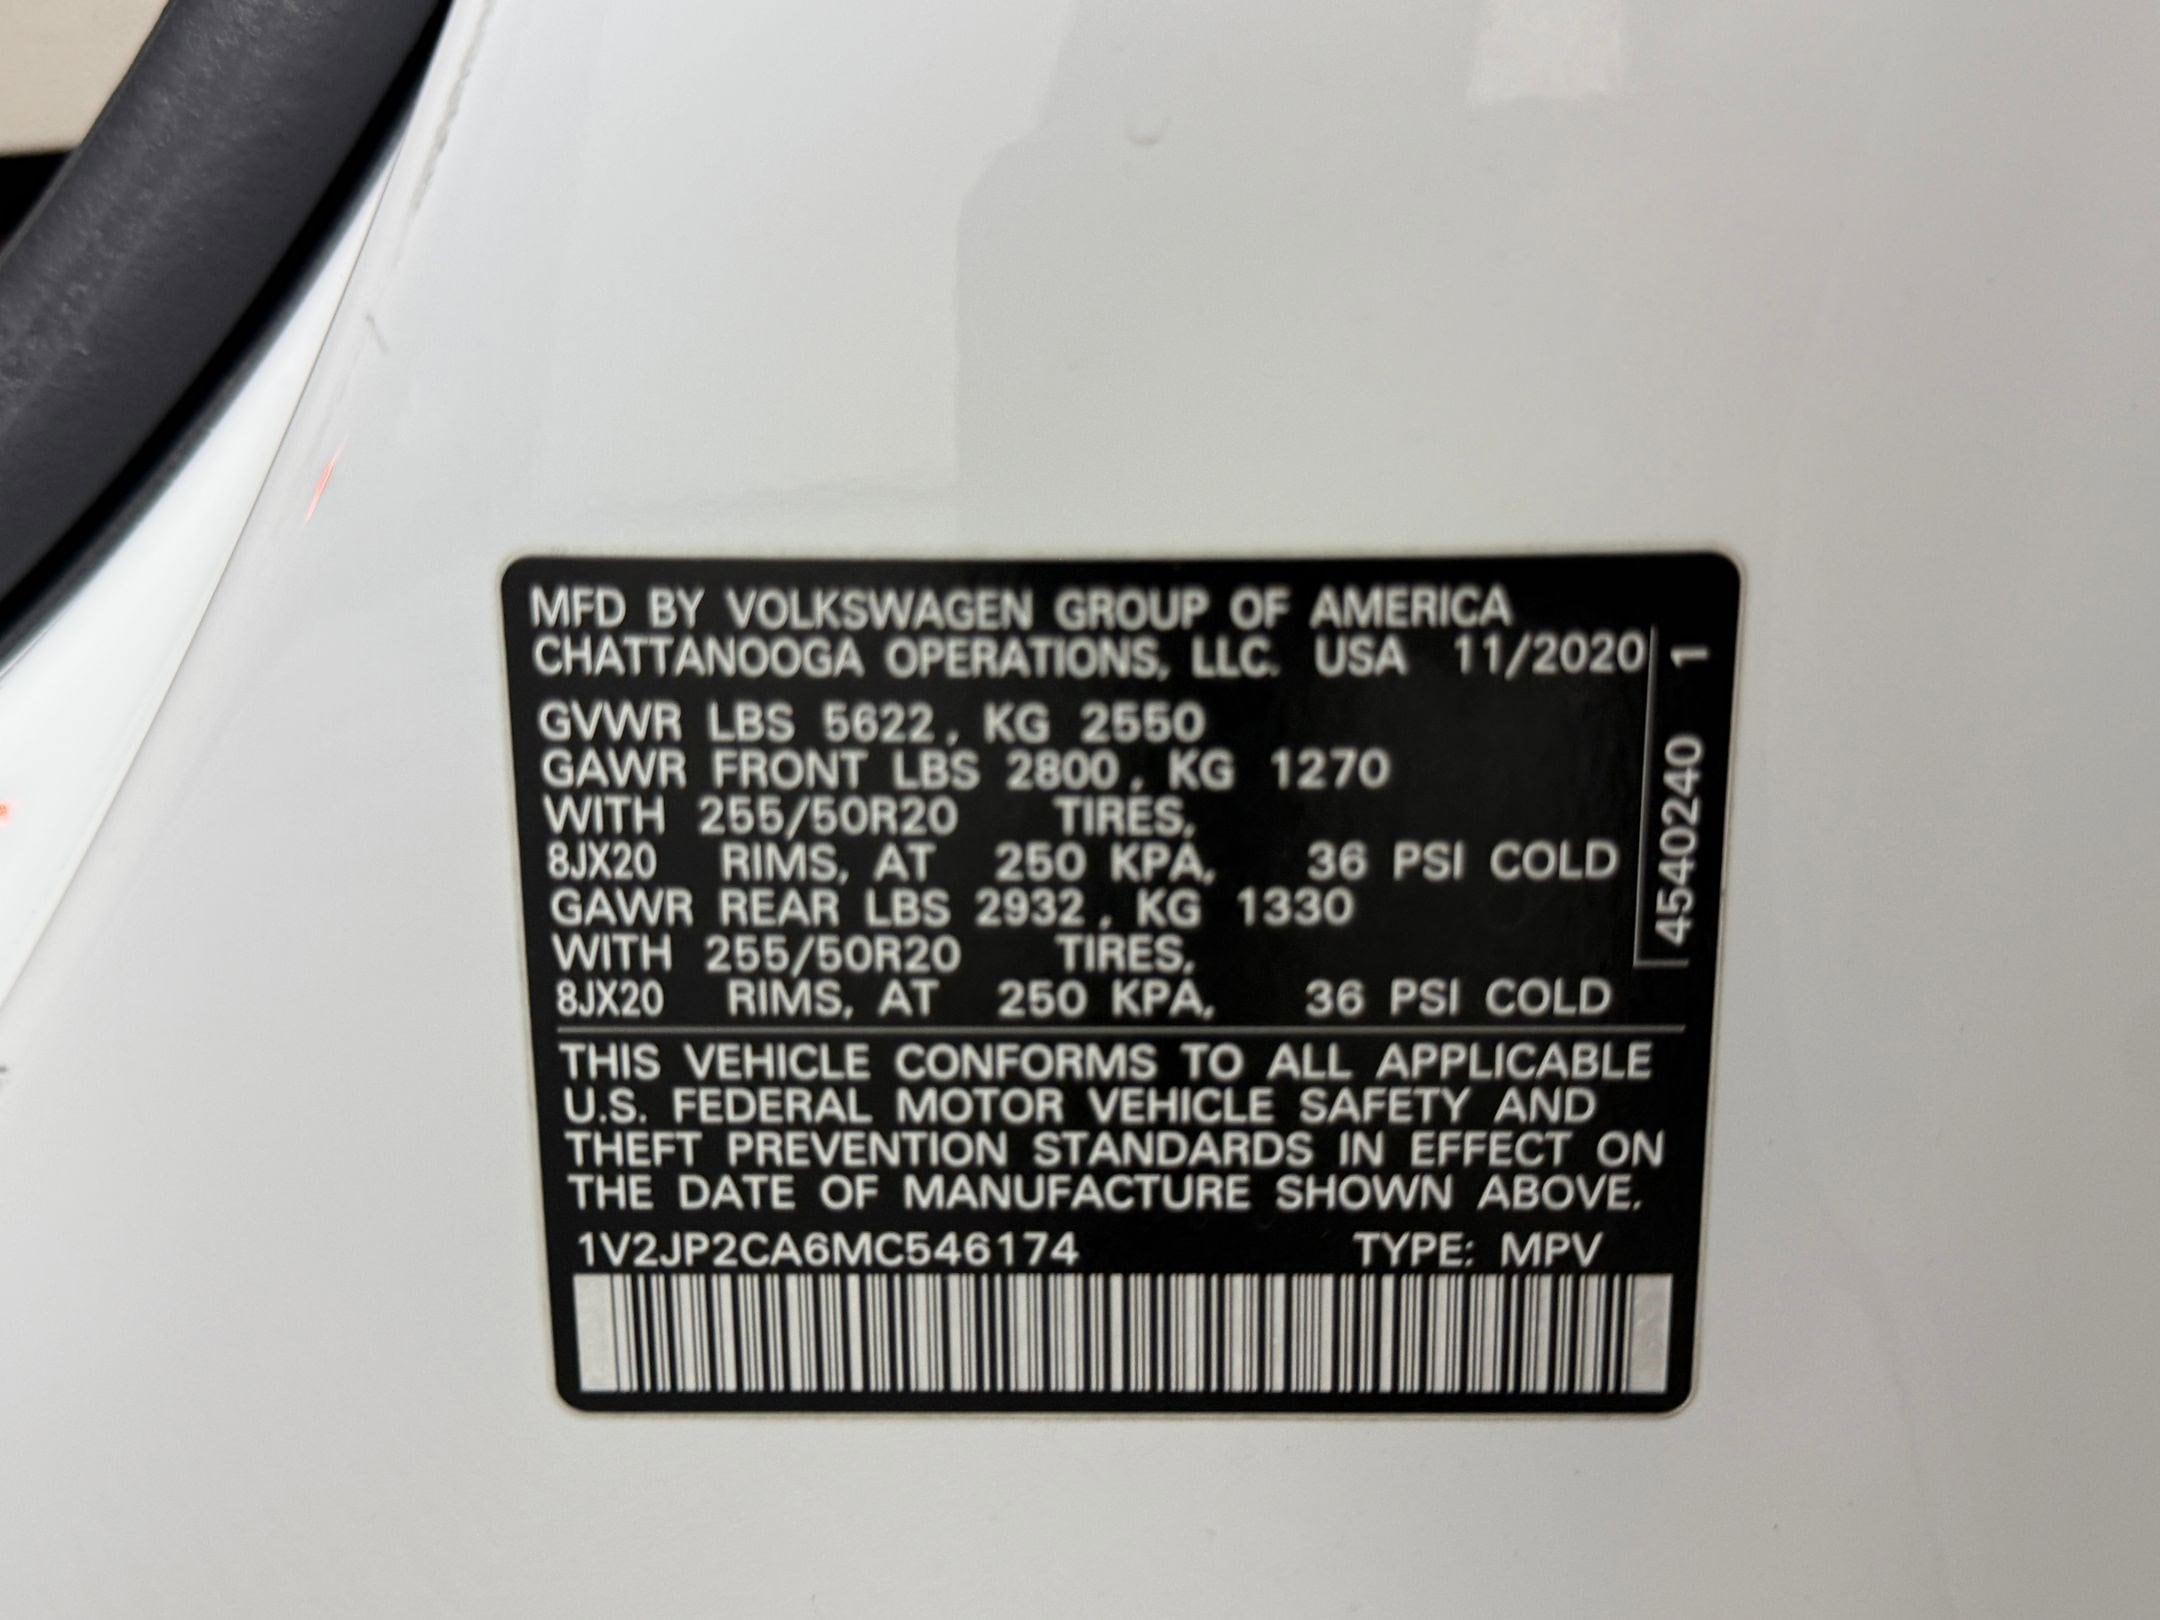 MFD BY VOLKSWAGEN GROUP OF AMERICA
CHATTANOOGA OPERATIONS, LLC. USA 11/2020
GVWR LBS 5622, KG 2550
GAWR FRONT LBS 2800, KG 1270
WITH 255/50R20 TIRES,
8JX20 RIMS, AT 250 KPA, 36 PSI COLD
GAWR REAR LBS 2932, KG 1330
WITH 255/50R20 TIRES,
8JX20 RIMS, AT 250 KPA, 36 PSI COLD
4540240 1
THIS VEHICLE CONFORMS TO ALL APPLICABLE
U.S. FEDERAL MOTOR VEHICLE SAFETY AND
THEFT PREVENTION STANDARDS IN EFFECT ON
THE DATE OF MANUFACTURE SHOWN ABOVE.
1V2JP2CA6MC546174 TYPE: MPV